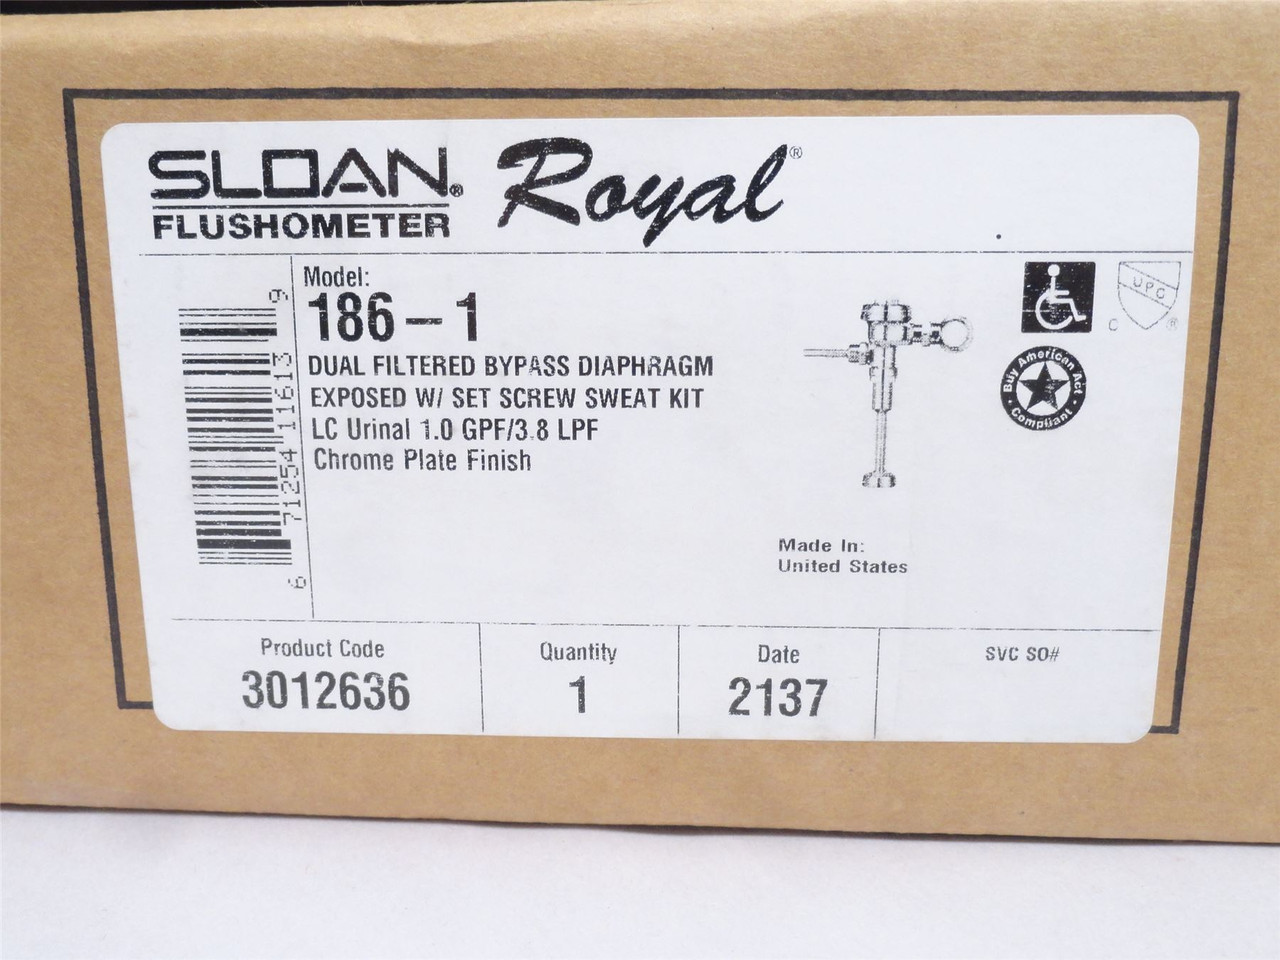 SLOAN® Royal®
FLUSHOMETER
Model:
186-1
DUAL FILTERED BYPASS DIAPHRAGM
EXPOSED W/ SET SCREW SWEAT KIT
LC Urinal 1.0 GPF/3.8 LPF
Chrome Plate Finish
6 71254 11613 9
UPC
C ®
Buy American Act
Compliant
Made In:
United States
Product Code
3012636
Quantity
1
Date
2137
SVC SO#